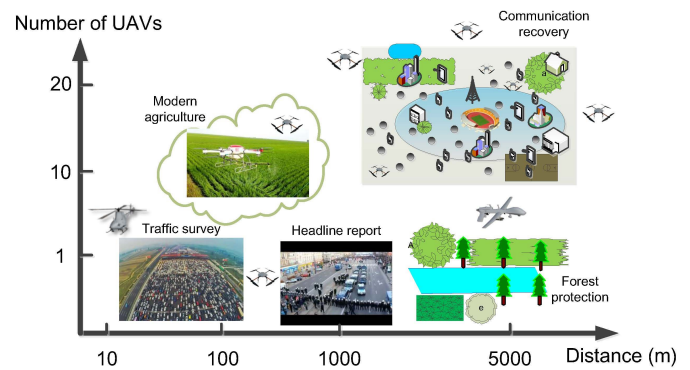 Number of UAVs
Communication
recovery
20
a
Modern
agriculture
10
Traffic survey
Headline report
A
1
Forest
protection
e
10
100
1000
5000
Distance (m)